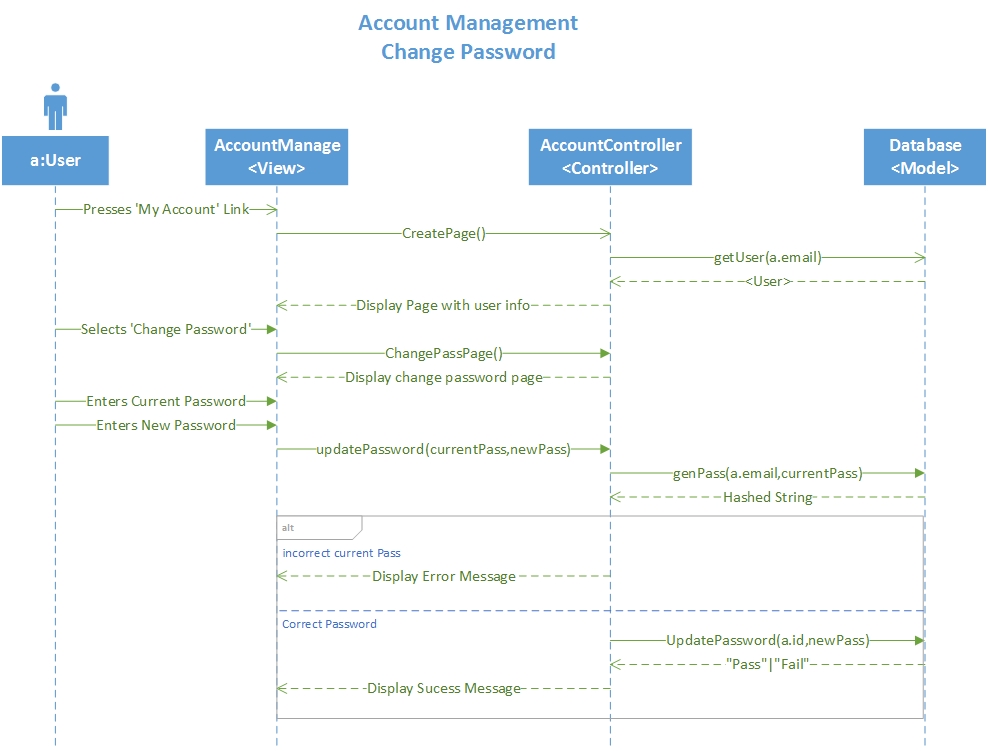 Account Management
Change Password
a:User
AccountManage
<View>
AccountController
<Controller>
Database
<Model>
Presses 'My Account' Link
CreatePage()
getUser(a.email)
<User>
Display Page with user info
Selects 'Change Password'
ChangePassPage()
Display change password page
Enters Current Password
Enters New Password
updatePassword(currentPass,newPass)
genPass(a.email,currentPass)
Hashed String
alt
incorrect current Pass
Display Error Message
Correct Password
UpdatePassword(a.id,newPass)
"Pass"|"Fail"
Display Sucess Message